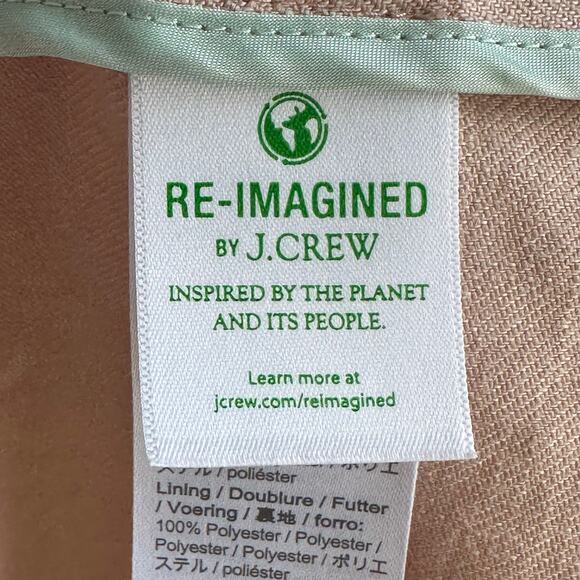 RE-IMAGINED
BY J.CREW
INSPIRED BY THE PLANET
AND ITS PEOPLE.
Learn more at
jcrew.com/reimagined
ステル / poliéster
Lining / Doublure / Futter
/ Voering / 裏地 / forro:
100% Polyester / Polyester /
Polyester / Polyester / ポリエ
ステル / poliéster